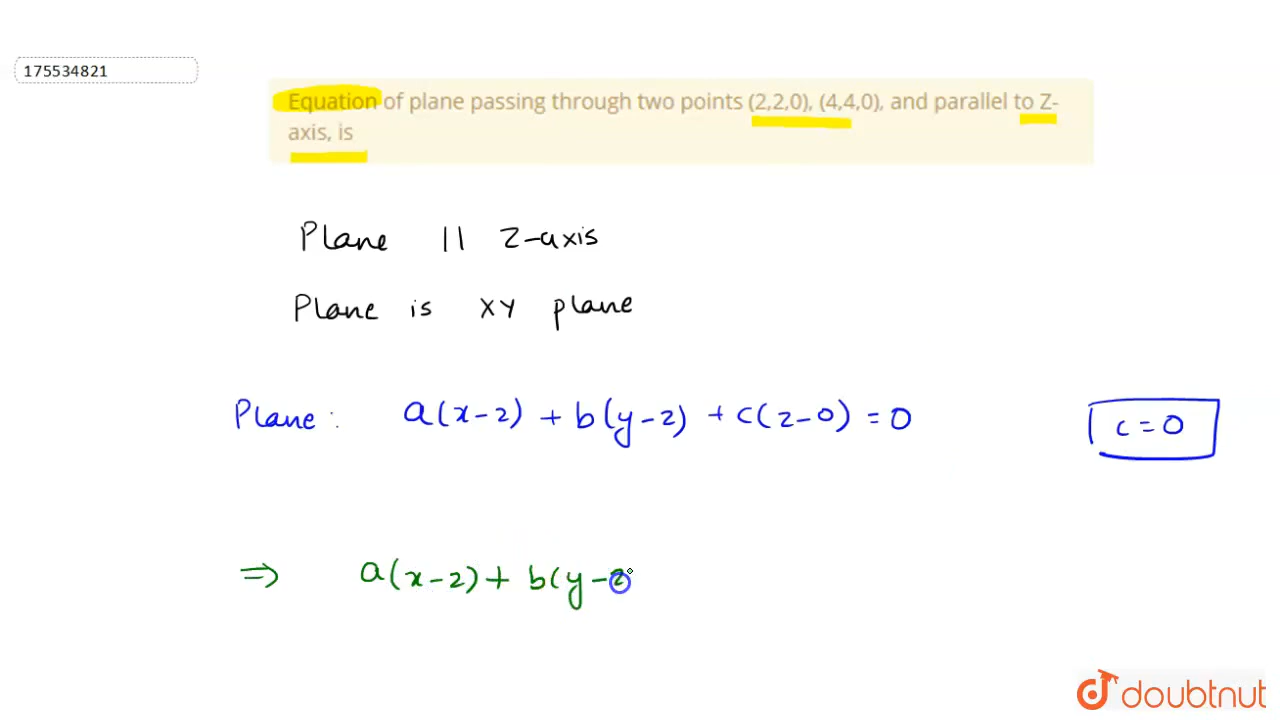 175534821
Equation of plane passing through two points (2,2,0), (4,4,0), and parallel to Z-
axis, is
Plane || Z-axis
Plane is XY plane
Plane: a(x-2) + b(y-2) + c(z-0) = 0
c = 0
⇒ a(x-2) + b(y-2
doubtnut